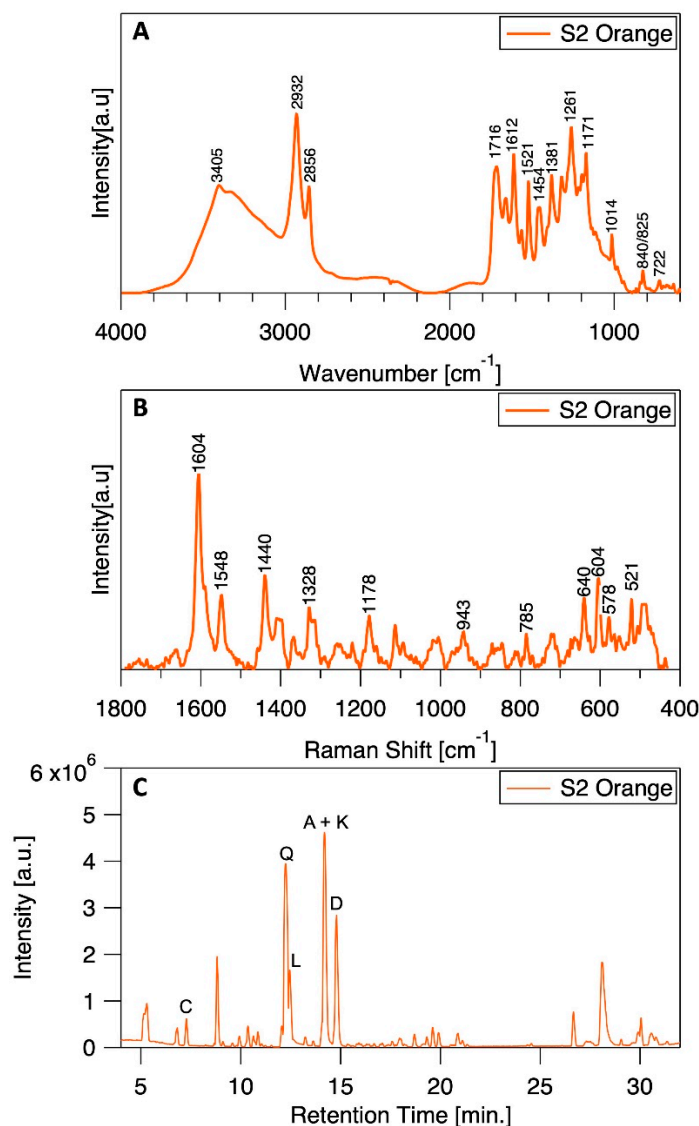 A
S2 Orange
Intensity[a.u]
3405
2932
2856
1716
1612
1521
1454
1381
1261
1171
1014
840/825
722
4000 3000 2000 1000
Wavenumber [cm⁻¹]
B
S2 Orange
Intensity[a.u]
1604
1548
1440
1328
1178
943
785
640
604
578
521
1800 1600 1400 1200 1000 800 600 400
Raman Shift [cm⁻¹]
C
S2 Orange
Intensity [a.u.]
6 x10⁶
5
4
3
2
1
0
C
Q
L
A + K
D
5 10 15 20 25 30
Retention Time [min.]